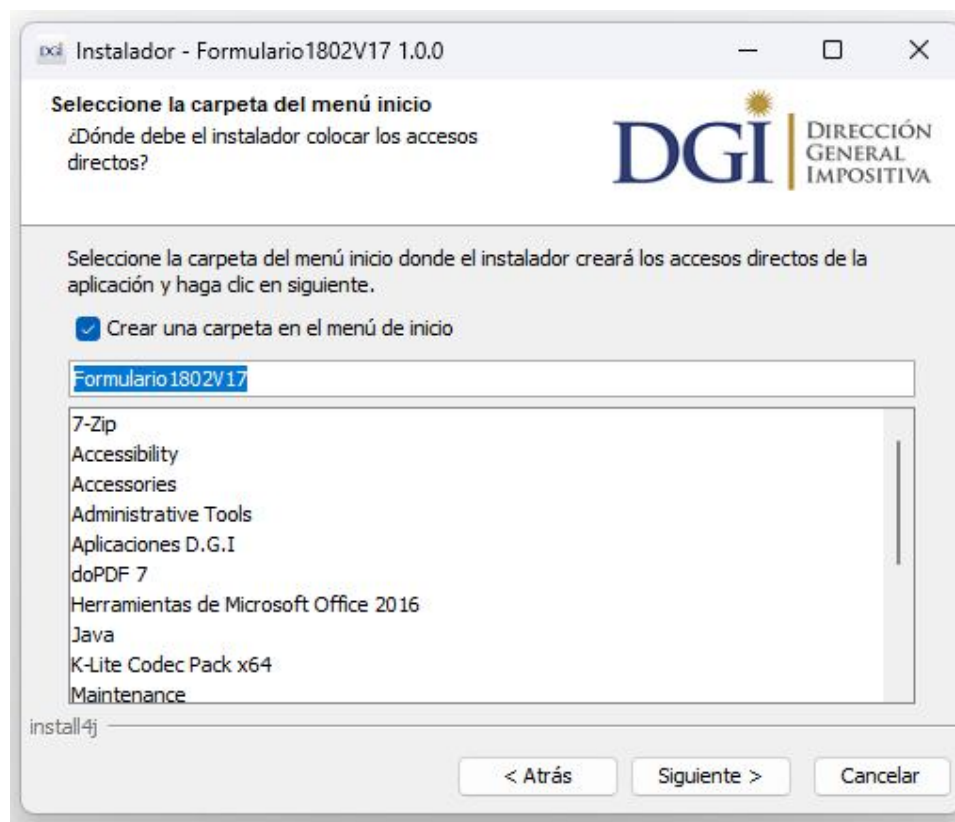 DGI Instalador - Formulario1802V17 1.0.0
Seleccione la carpeta del menú inicio
¿Dónde debe el instalador colocar los accesos
directos?
DGI
DIRECCIÓN
GENERAL
IMPOSITIVA
Seleccione la carpeta del menú inicio donde el instalador creará los accesos directos de la
aplicación y haga clic en siguiente.
Crear una carpeta en el menú de inicio
Formulario1802V17
7-Zip
Accessibility
Accessories
Administrative Tools
Aplicaciones D.G.I
doPDF 7
Herramientas de Microsoft Office 2016
Java
K-Lite Codec Pack x64
Maintenance
install4j
< Atrás
Siguiente >
Cancelar